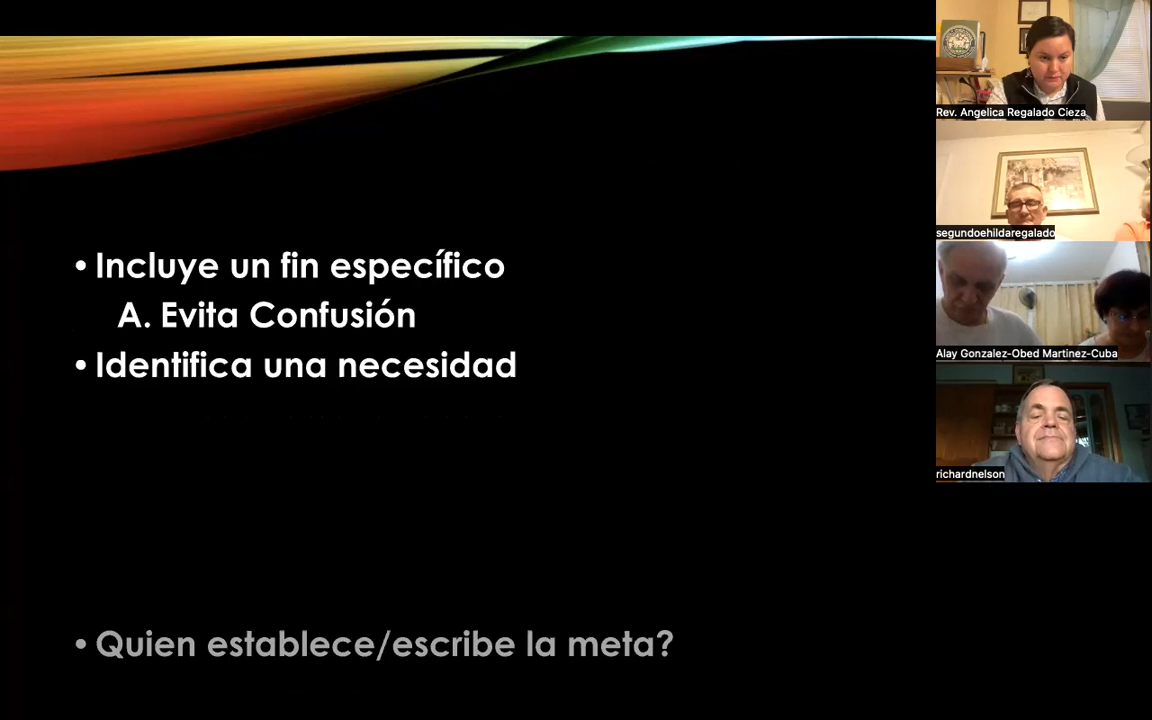 • Incluye un fin específico
A. Evita Confusión
• Identifica una necesidad
• Quien establece/escribe la meta?
Rev. Angelica Regalado Cieza
segundoehildaregalado
Alay Gonzalez-Obed Martinez-Cuba
richardnelson